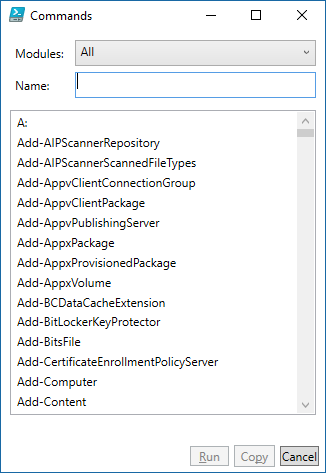 Commands
Modules: All
Name:
A:
Add-AIPScannerRepository
Add-AIPScannerScannedFileTypes
Add-AppvClientConnectionGroup
Add-AppvClientPackage
Add-AppvPublishingServer
Add-AppxPackage
Add-AppxProvisionedPackage
Add-AppxVolume
Add-BCDataCacheExtension
Add-BitLockerKeyProtector
Add-BitsFile
Add-CertificateEnrollmentPolicyServer
Add-Computer
Add-Content
Run Copy Cancel